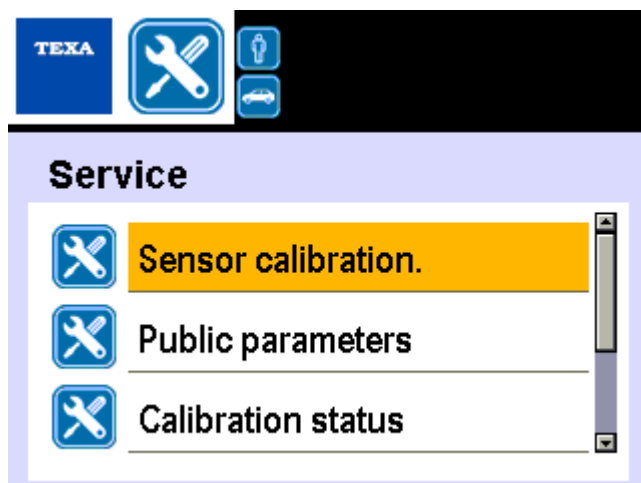 TEXA
Service
Sensor calibration.
Public parameters
Calibration status